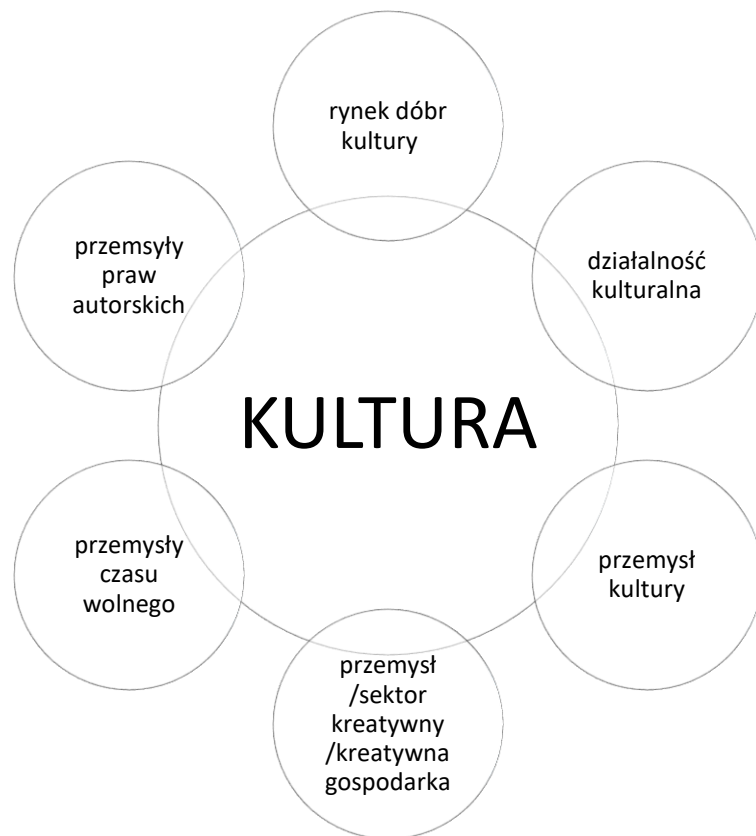 rynek dóbr
kultury
przemsyły
praw
autorskich
działalność
kulturalna
KULTURA
przemysły
czasu
wolnego
przemysł
kultury
przemysł
/sektor
kreatywny
/kreatywna
gospodarka